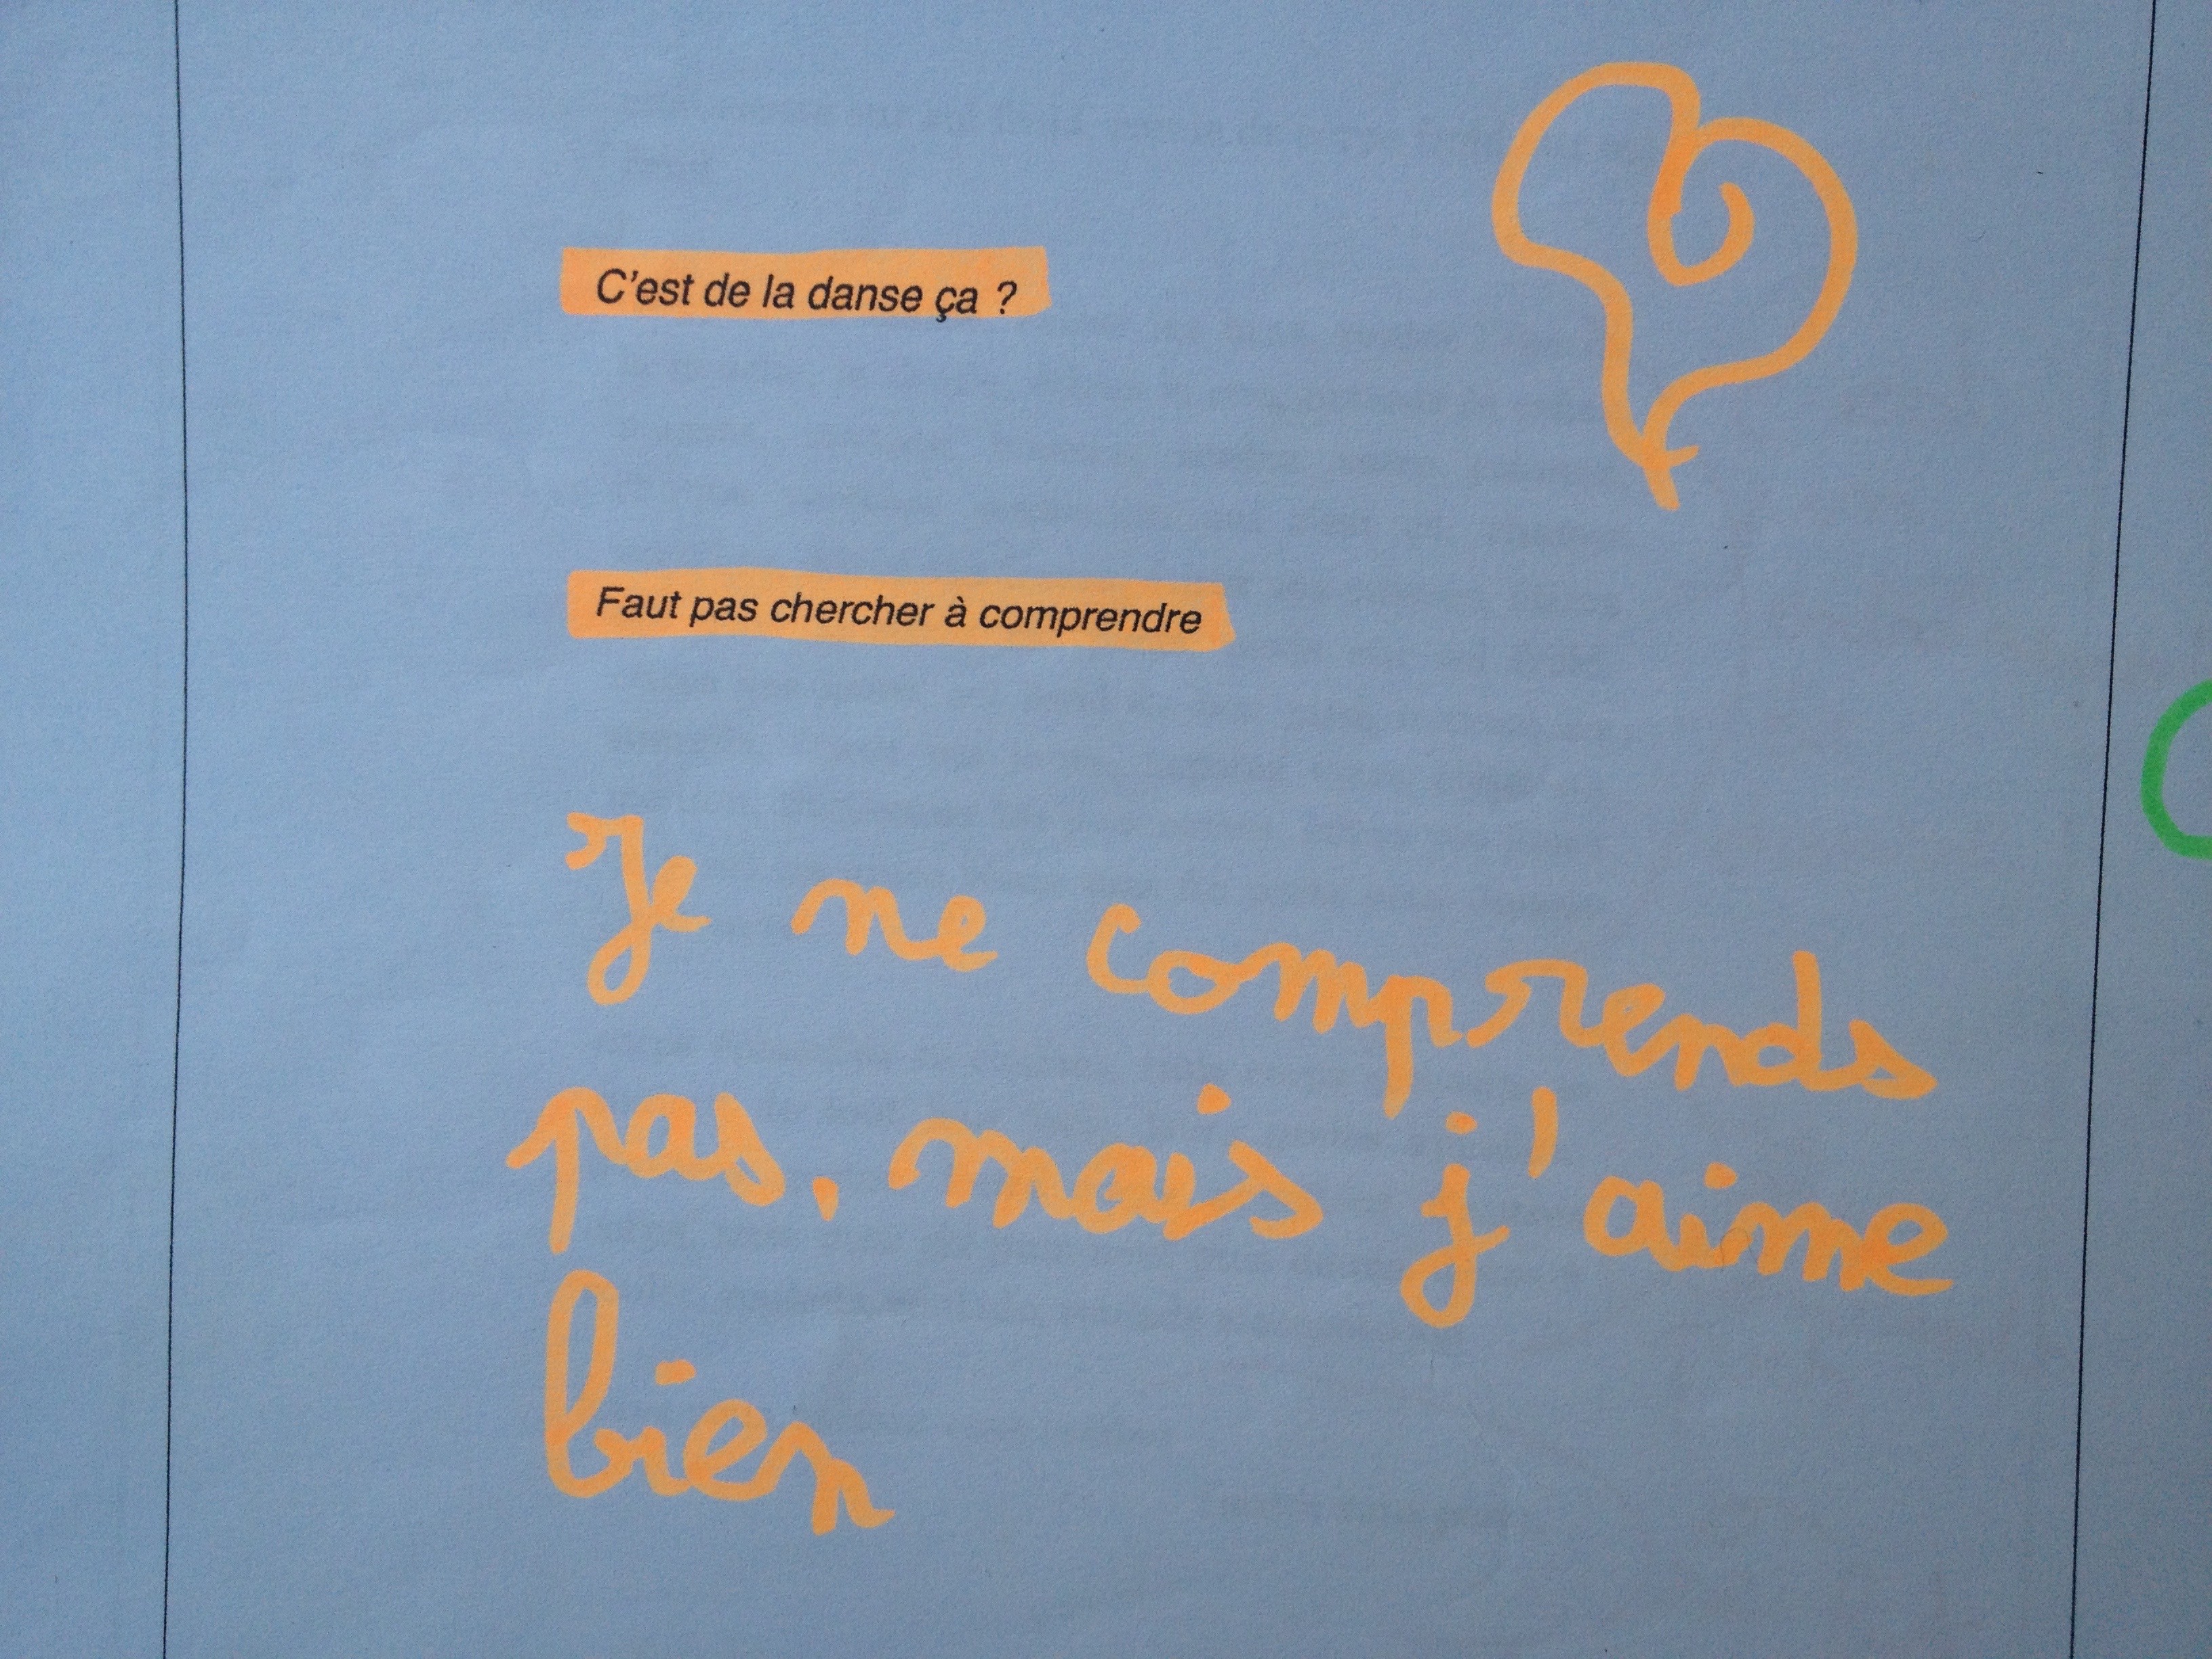 C'est de la danse ça ?
Faut pas chercher à comprendre
Je ne comprends
pas, mais j'aime
bien